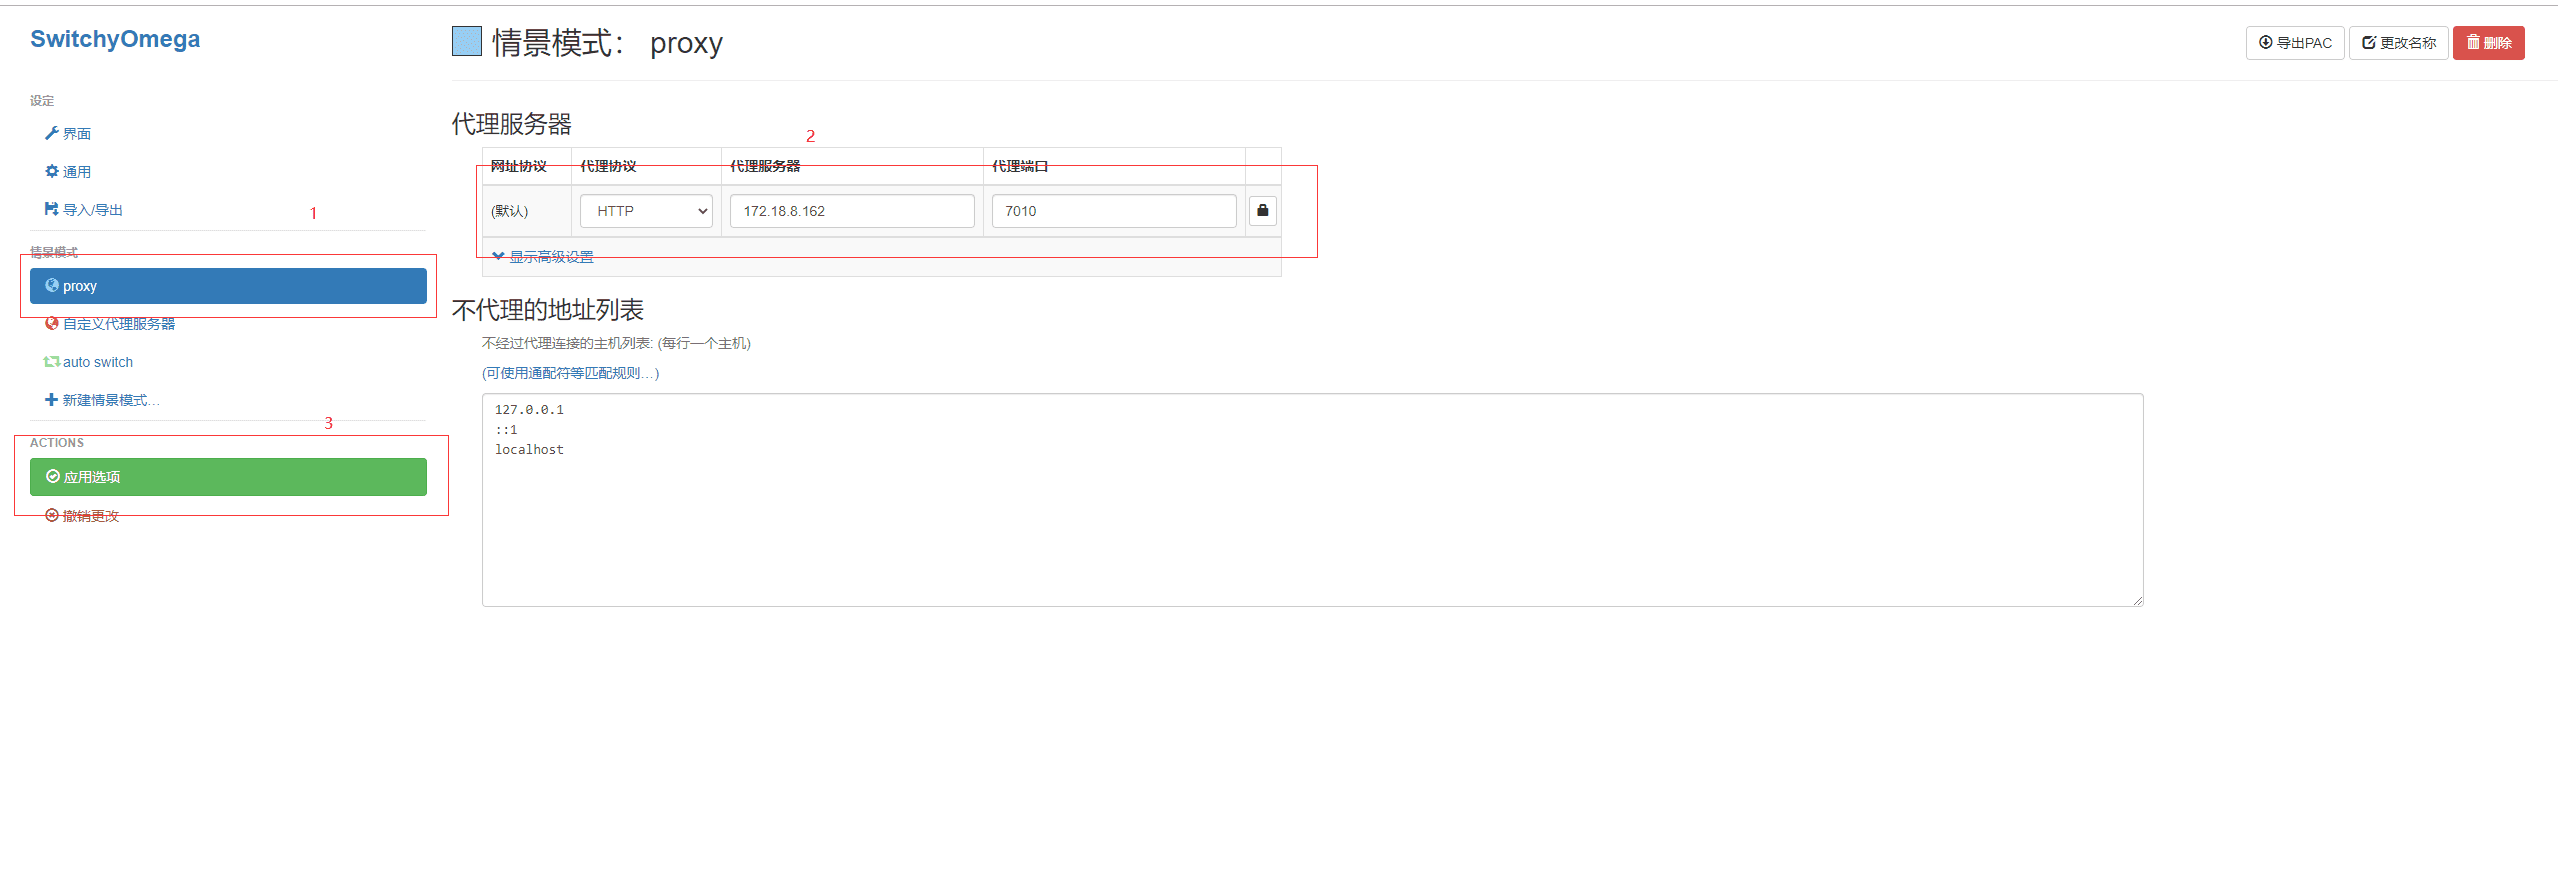 SwitchyOmega
设定
界面
通用
导入/导出
1
情景模式
proxy
自定义代理服务器
auto switch
新建情景模式...
3
ACTIONS
应用选项
撤销更改
情景模式： proxy
导出PAC 更改名称 删除
代理服务器
2
网址协议 代理协议 代理服务器 代理端口
(默认) HTTP 172.18.8.162 7010
显示高级设置
不代理的地址列表
不经过代理连接的主机列表: (每行一个主机)
(可使用通配符等匹配规则...)
127.0.0.1
::1
localhost